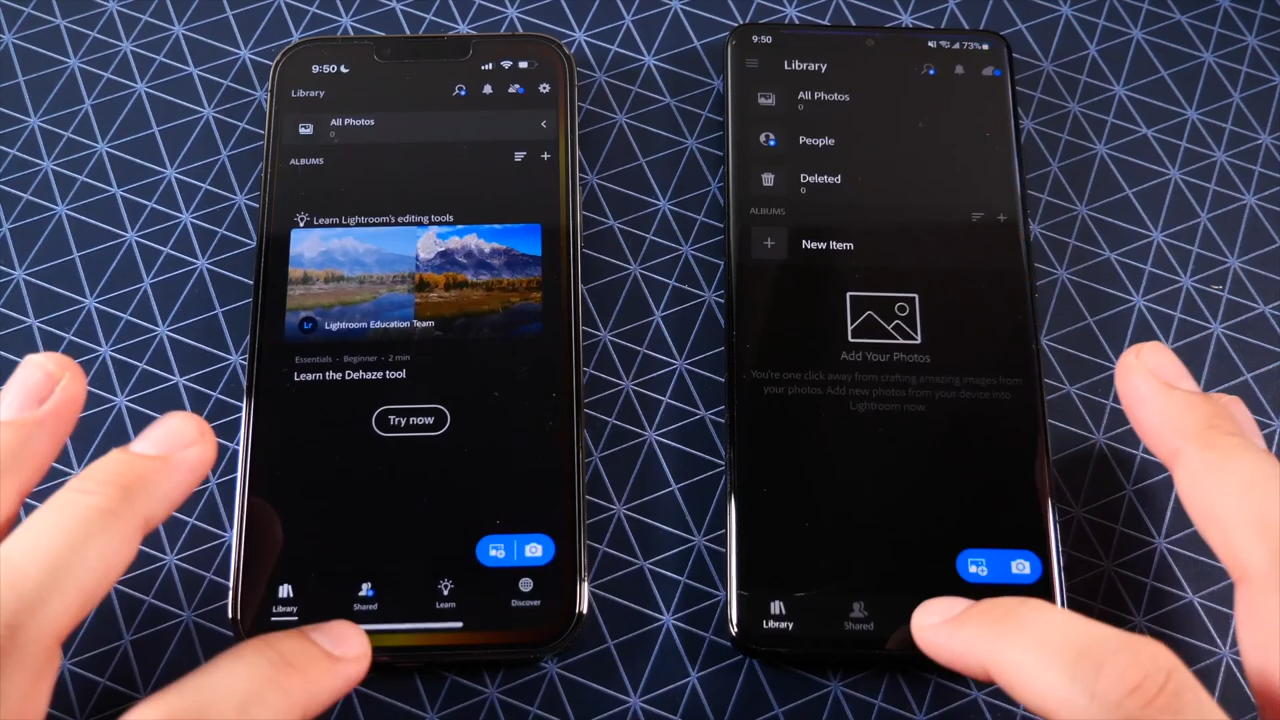 9:50
Library
All Photos
0
ALBUMS
Learn Lightroom's editing tools
Lr Lightroom Education Team
Essentials • Beginner • 2 min
Learn the Dehaze tool
Try now
Library Shared Learn Discover
9:50 73%
Library
All Photos
0
People
Deleted
0
ALBUMS
New Item
Add Your Photos
You're one click away from crafting amazing images from
your photos. Add new photos from your device into
Lightroom now.
Library Shared